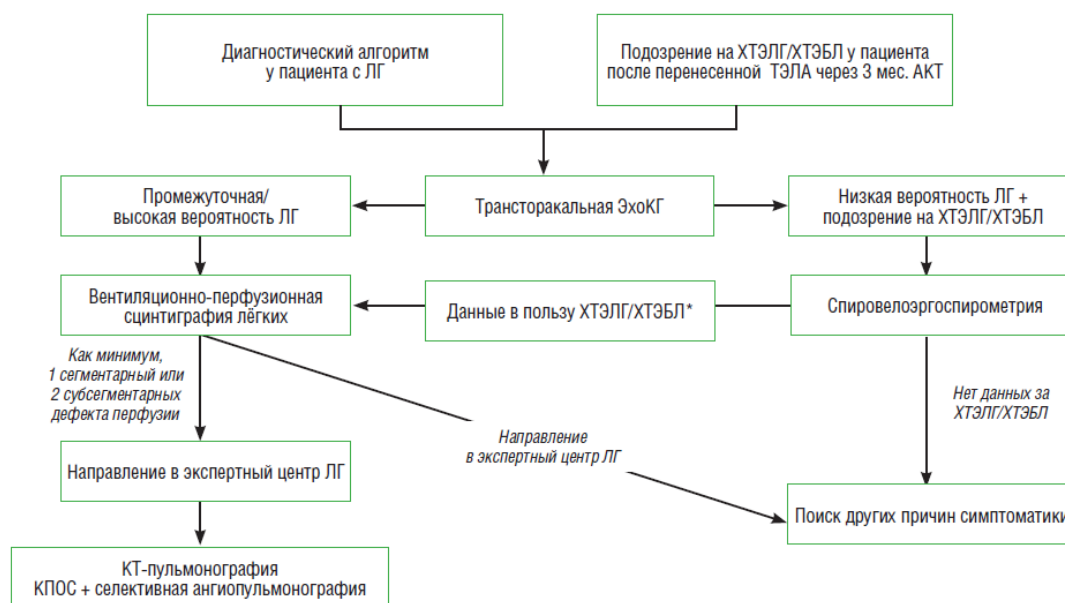 Диагностический алгоритм
у пациента с ЛГ
Подозрение на ХТЭЛГ/ХТЭБЛ у пациента
после перенесенной ТЭЛА через 3 мес. АКТ
Промежуточная/
высокая вероятность ЛГ
Трансторакальная ЭхоКГ
Низкая вероятность ЛГ +
подозрение на ХТЭЛГ/ХТЭБЛ
Вентиляционно-перфузионная
сцинтиграфия лёгких
Данные в пользу ХТЭЛГ/ХТЭБЛ*
Спировелоэргоспирометрия
Как минимум,
1 сегментарный или
2 субсегментарных
дефекта перфузии
Направление
в экспертный центр ЛГ
Нет данных за
ХТЭЛГ/ХТЭБЛ
Направление в экспертный центр ЛГ
Поиск других причин симптоматики
КТ-пульмонография
КПОС + селективная ангиопульмонография